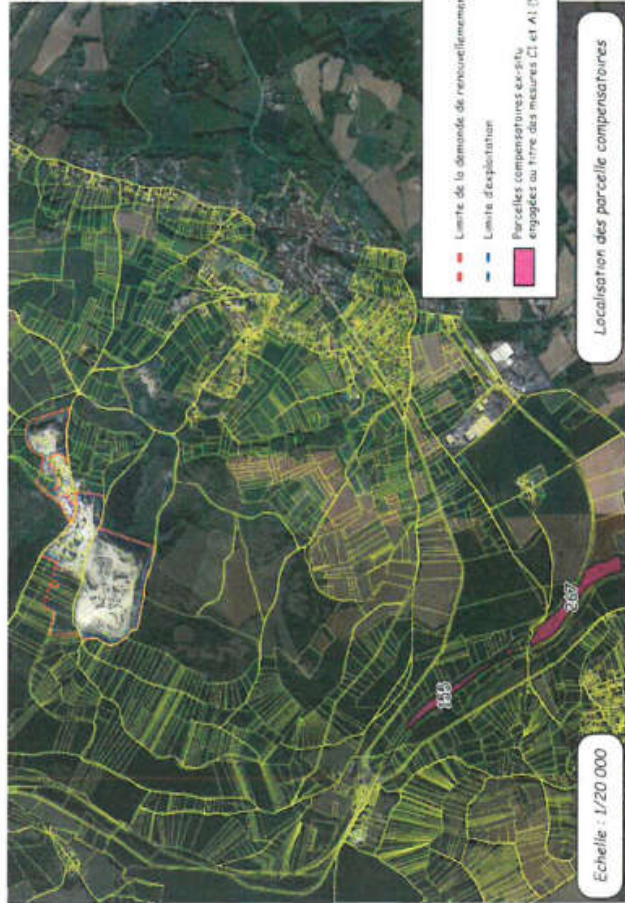 Limite de la demande de renouvellement
Limite d'exploitation
Parcelles compensatoires ex-situ
engagées au titre des mesures C1 et A1 (
267
Localisation des parcelle compensatoires
Echelle : 1/20 000